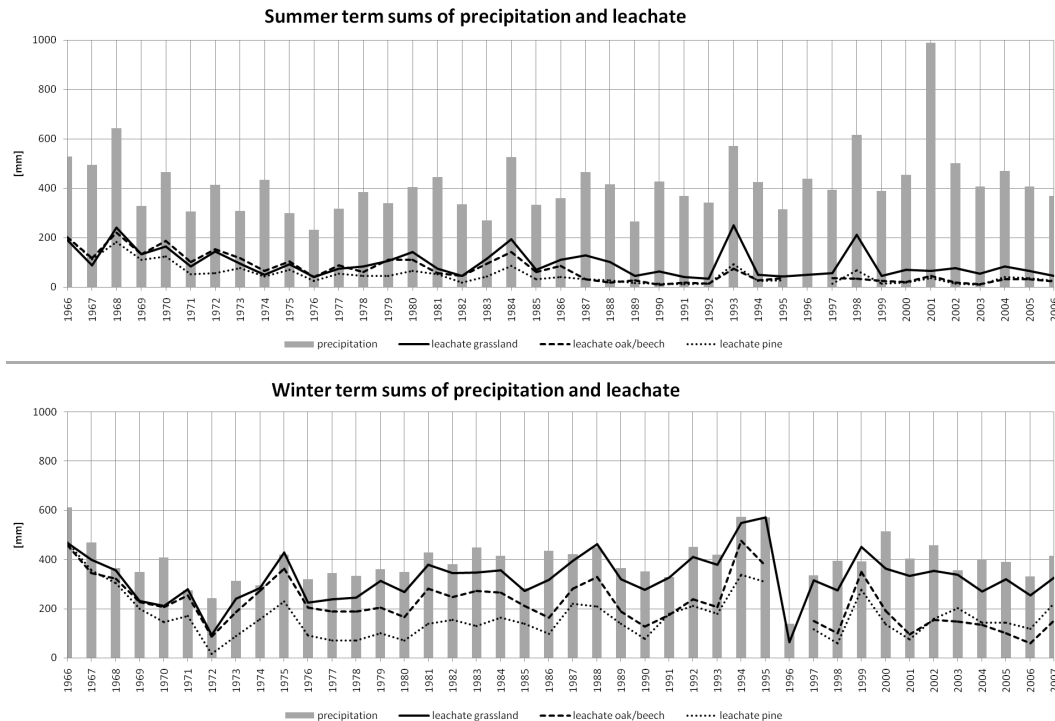 Summer term sums of precipitation and leachate
1000
800
600
400
200
0
[mm]
1966 1967 1968 1969 1970 1971 1972 1973 1974 1975 1976 1977 1978 1979 1980 1981 1982 1983 1984 1985 1986 1987 1988 1989 1990 1991 1992 1993 1994 1995 1996 1997 1998 1999 2000 2001 2002 2003 2004 2005 2006
precipitation leachate grassland leachate oak/beech leachate pine
Winter term sums of precipitation and leachate
1000
800
600
400
200
0
[mm]
1966 1967 1968 1969 1970 1971 1972 1973 1974 1975 1976 1977 1978 1979 1980 1981 1982 1983 1984 1985 1986 1987 1988 1989 1990 1991 1992 1993 1994 1995 1996 1997 1998 1999 2000 2001 2002 2003 2004 2005 2006 2007
precipitation leachate grassland leachate oak/beech leachate pine